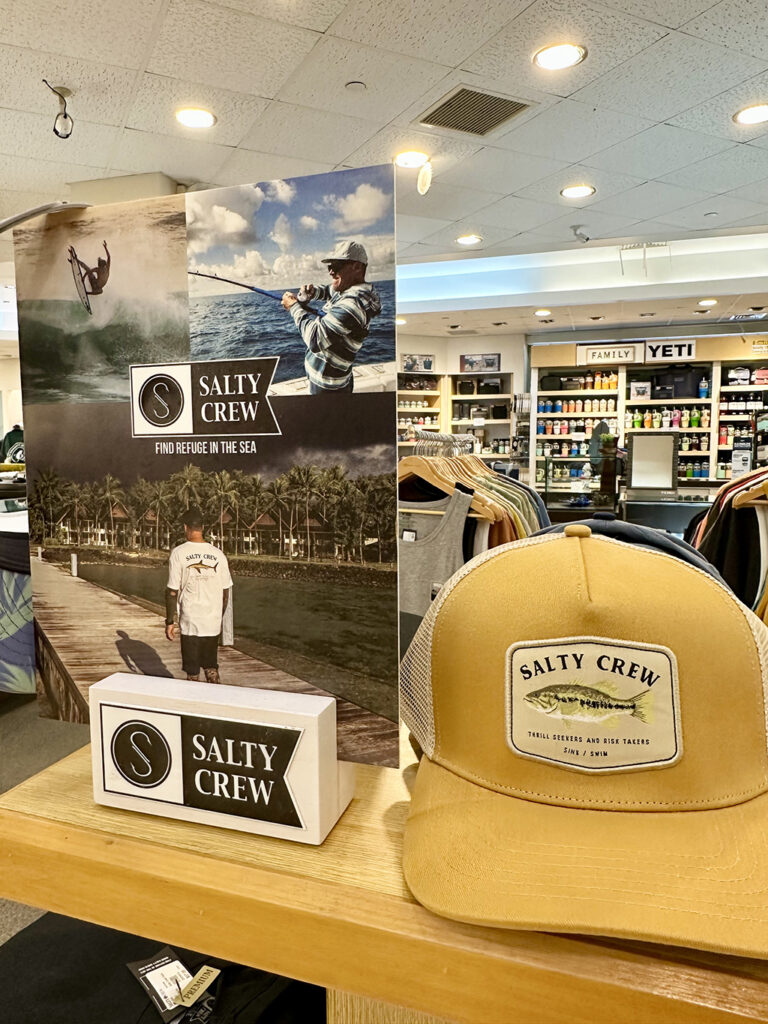 FAMILY
YETI
S
SALTY
CREW
FIND REFUGE IN THE SEA
SALTY CREW
S
SALTY
CREW
SALTY CREW
THRILL SEEKERS AND RISK TAKERS
SINK / SWIM
PREMIUM